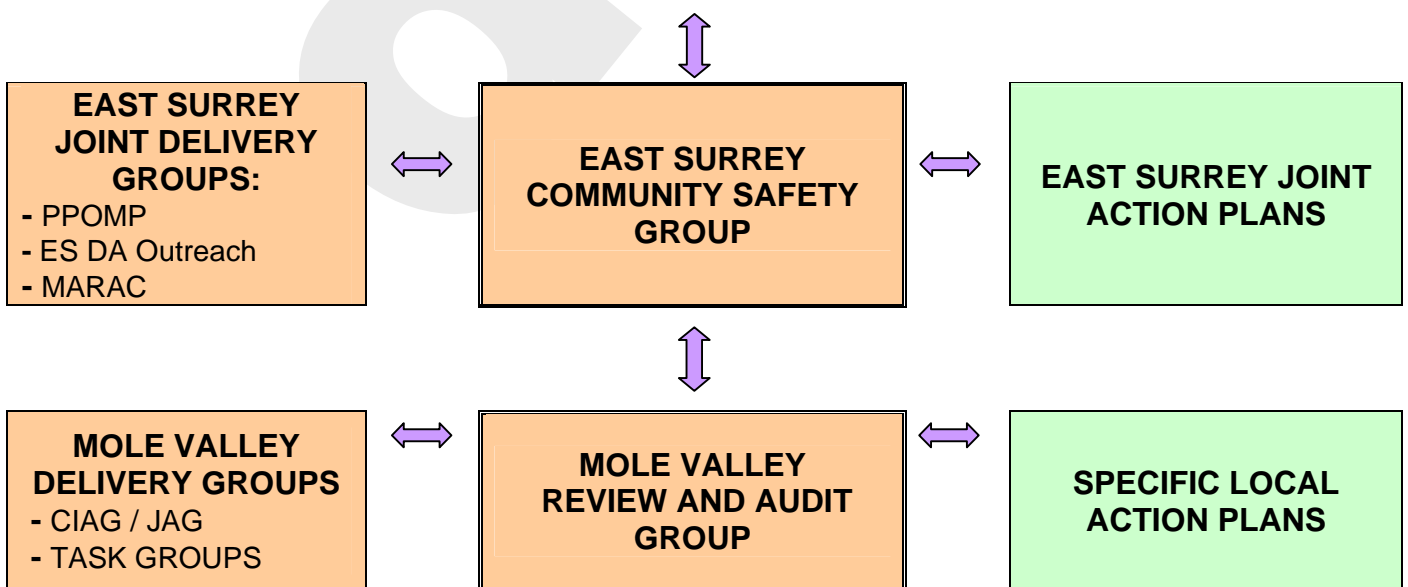 EAST SURREY
JOINT DELIVERY
GROUPS:
- PPOMP
- ES DA Outreach
- MARAC
EAST SURREY
COMMUNITY SAFETY
GROUP
EAST SURREY JOINT
ACTION PLANS
MOLE VALLEY
DELIVERY GROUPS
- CIAG / JAG
- TASK GROUPS
MOLE VALLEY
REVIEW AND AUDIT
GROUP
SPECIFIC LOCAL
ACTION PLANS